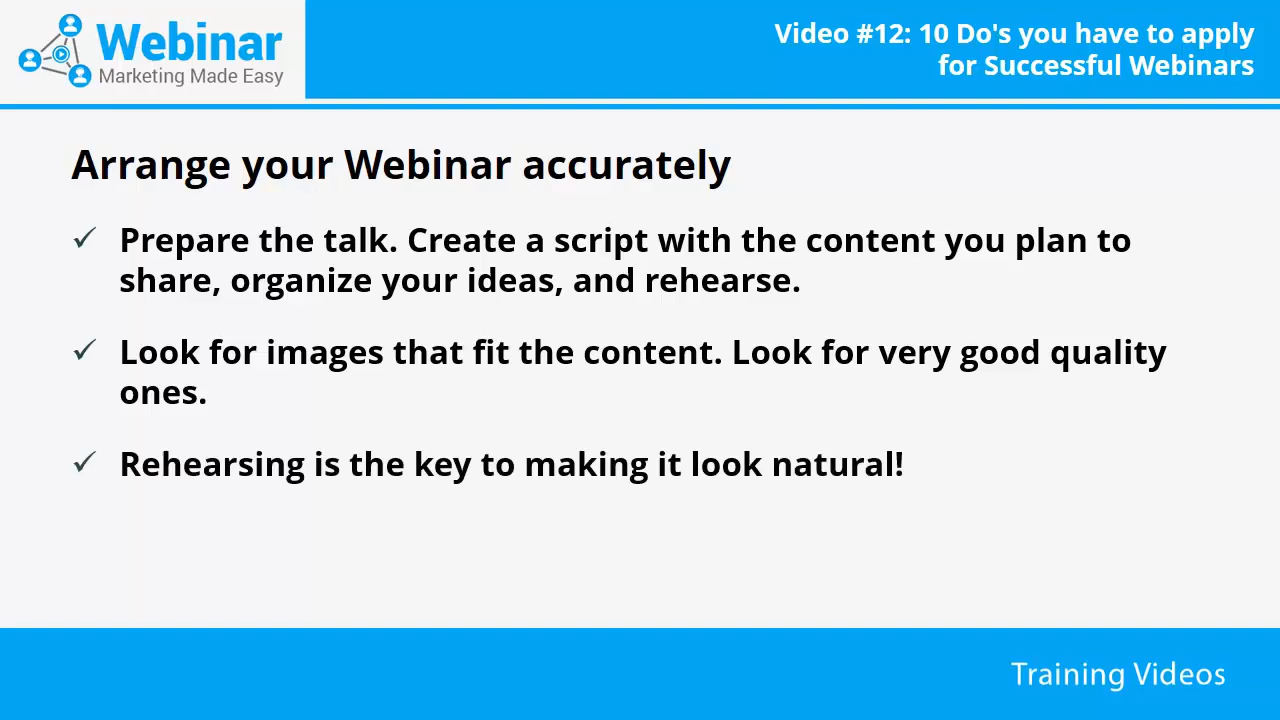 Webinar
Marketing Made Easy
Video #12: 10 Do's you have to apply
for Successful Webinars
Arrange your Webinar accurately
✓ Prepare the talk. Create a script with the content you plan to
share, organize your ideas, and rehearse.
✓ Look for images that fit the content. Look for very good quality
ones.
✓ Rehearsing is the key to making it look natural!
Training Videos